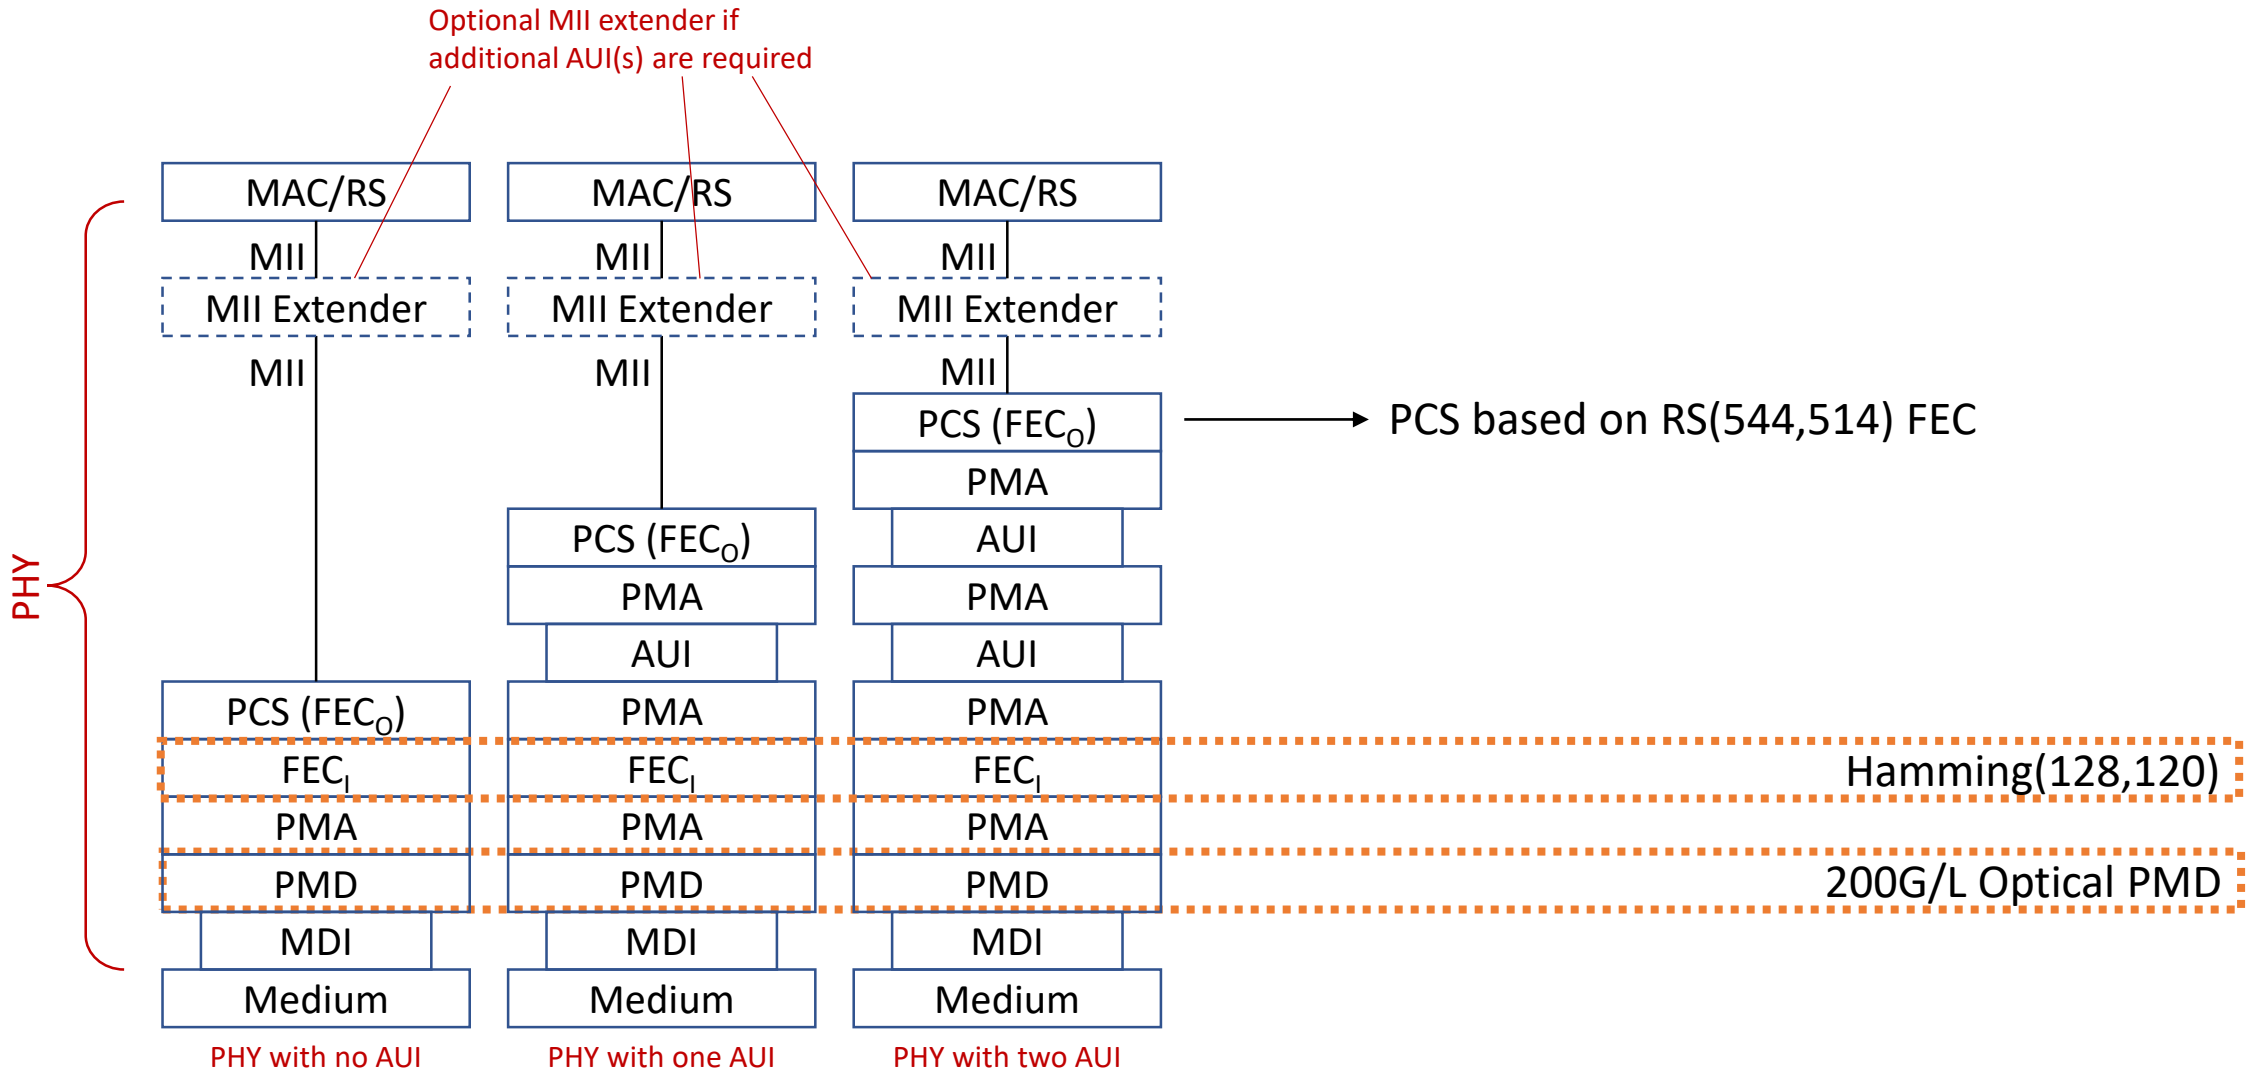 Optional MII extender if
additional AUI(s) are required
MAC/RS
MAC/RS
MAC/RS
MII
MII
MII
MII Extender
MII Extender
MII Extender
MII
MII
MII
PCS (FECO)
PCS based on RS(544,514) FEC
PMA
PCS (FECO)
AUI
PHY
PMA
PMA
AUI
AUI
PCS (FECO)
PMA
PMA
FECI
FECI
FECI
Hamming(128,120)
PMA
PMA
PMA
PMD
PMD
PMD
200G/L Optical PMD
MDI
MDI
MDI
Medium
Medium
Medium
PHY with no AUI
PHY with one AUI
PHY with two AUI